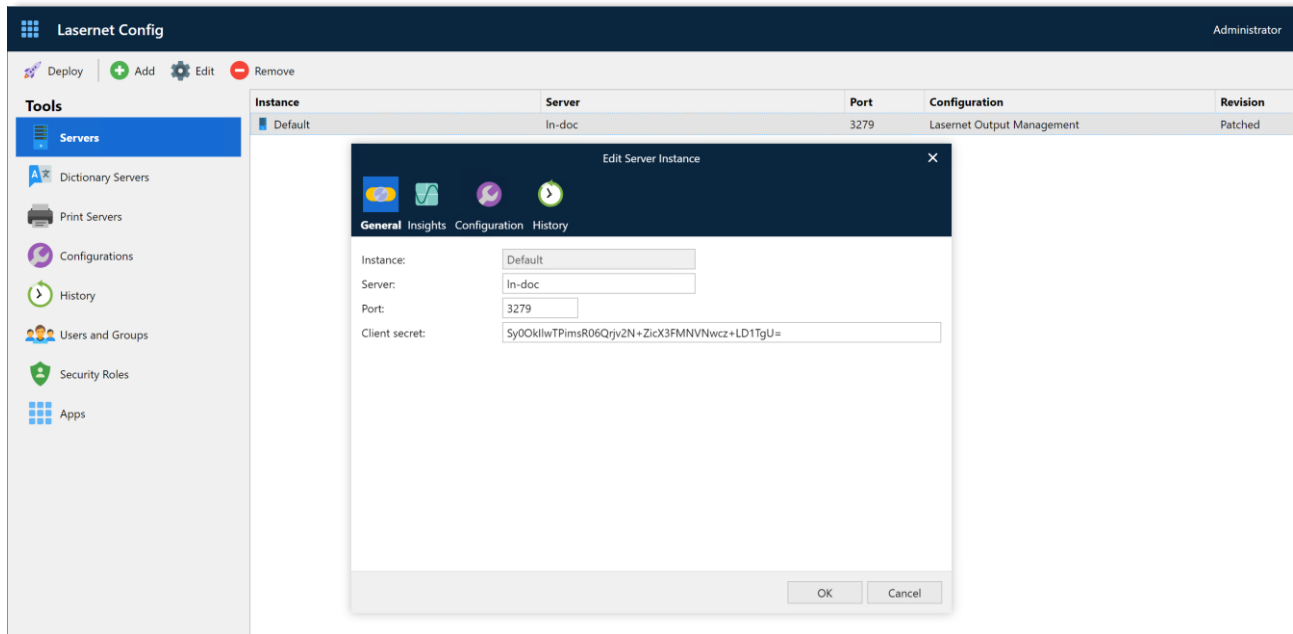 Lasernet Config
Administrator
Deploy Add Edit Remove
Tools
Servers
Dictionary Servers
Print Servers
Configurations
History
Users and Groups
Security Roles
Apps
Instance Server Port Configuration Revision
Default In-doc 3279 Lasernet Output Management Patched
Edit Server Instance
General Insights Configuration History
Instance: Default
Server: In-doc
Port: 3279
Client secret: Sy0OkIlwTPimsR06Qrjv2N+ZicX3FMNVNwcz+LD1TgU=
OK Cancel